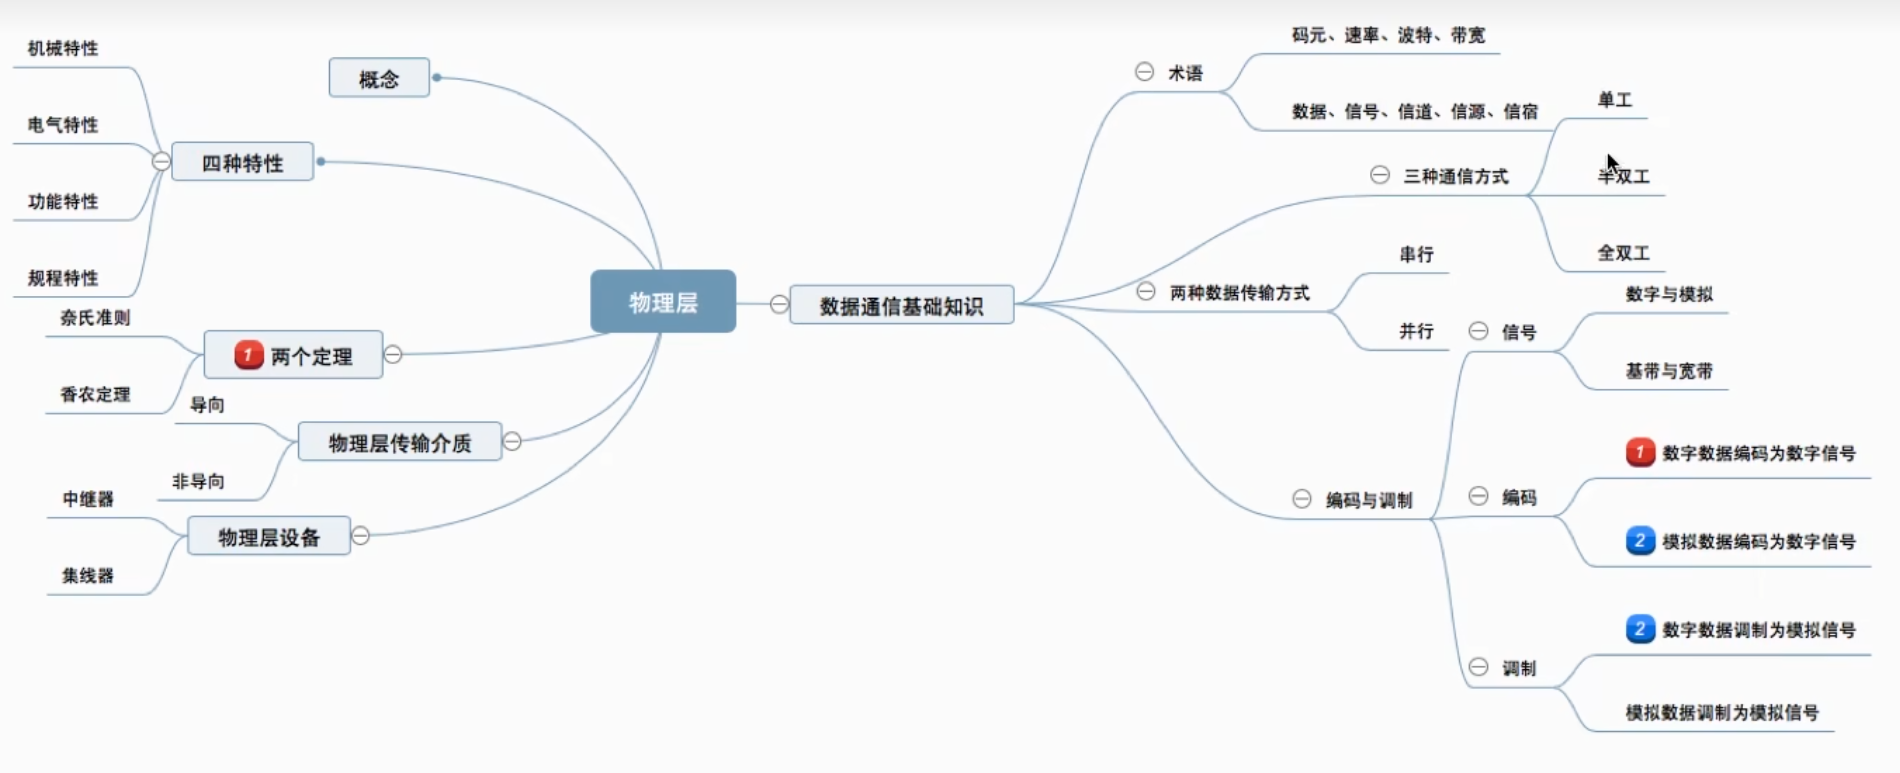 物理层
概念
四种特性
机械特性
电气特性
功能特性
规程特性
1 两个定理
奈氏准则
香农定理
物理层传输介质
导向
非导向
物理层设备
中继器
集线器
数据通信基础知识
术语
码元、速率、波特、带宽
数据、信号、信道、信源、信宿
三种通信方式
单工
半双工
全双工
两种数据传输方式
串行
并行
编码与调制
信号
数字与模拟
基带与宽带
编码
1 数字数据编码为数字信号
2 模拟数据编码为数字信号
调制
2 数字数据调制为模拟信号
模拟数据调制为模拟信号